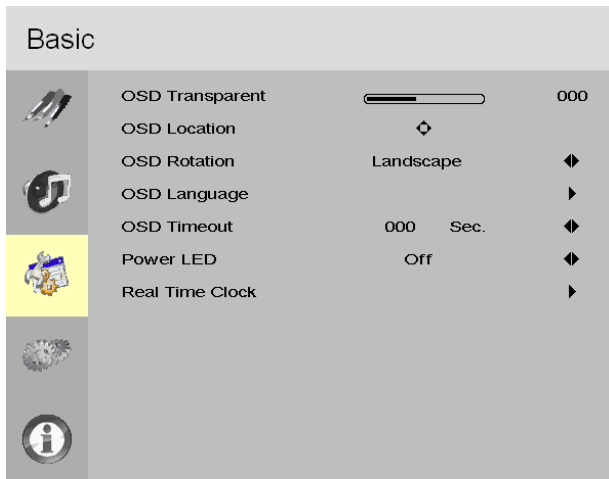 Basic
OSD Transparent 000
OSD Location
OSD Rotation Landscape
OSD Language
OSD Timeout 000 Sec.
Power LED Off
Real Time Clock